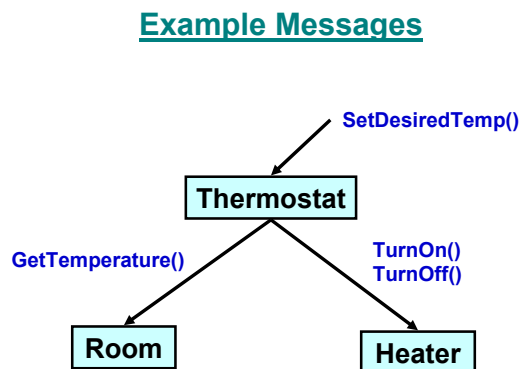 Example Messages
SetDesiredTemp()
Thermostat
GetTemperature()
TurnOn()
TurnOff()
Room
Heater